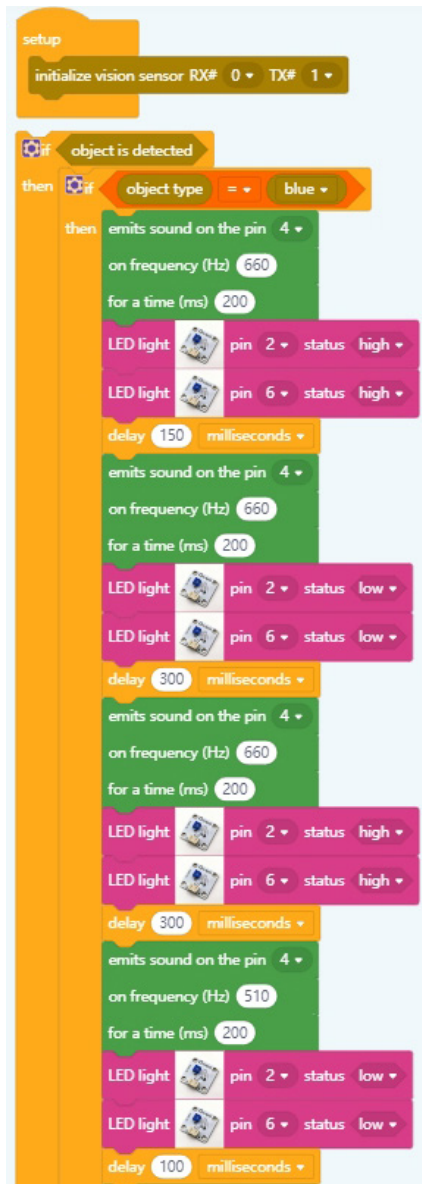 setup
initialize vision sensor RX# 0 TX# 1
if object is detected
then if object type = blue
then emits sound on the pin 4
on frequency (Hz) 660
for a time (ms) 200
LED light pin 2 status high
LED light pin 6 status high
delay 150 milliseconds
emits sound on the pin 4
on frequency (Hz) 660
for a time (ms) 200
LED light pin 2 status low
LED light pin 6 status low
delay 300 milliseconds
emits sound on the pin 4
on frequency (Hz) 660
for a time (ms) 200
LED light pin 2 status high
LED light pin 6 status high
delay 300 milliseconds
emits sound on the pin 4
on frequency (Hz) 510
for a time (ms) 200
LED light pin 2 status low
LED light pin 6 status low
delay 100 milliseconds